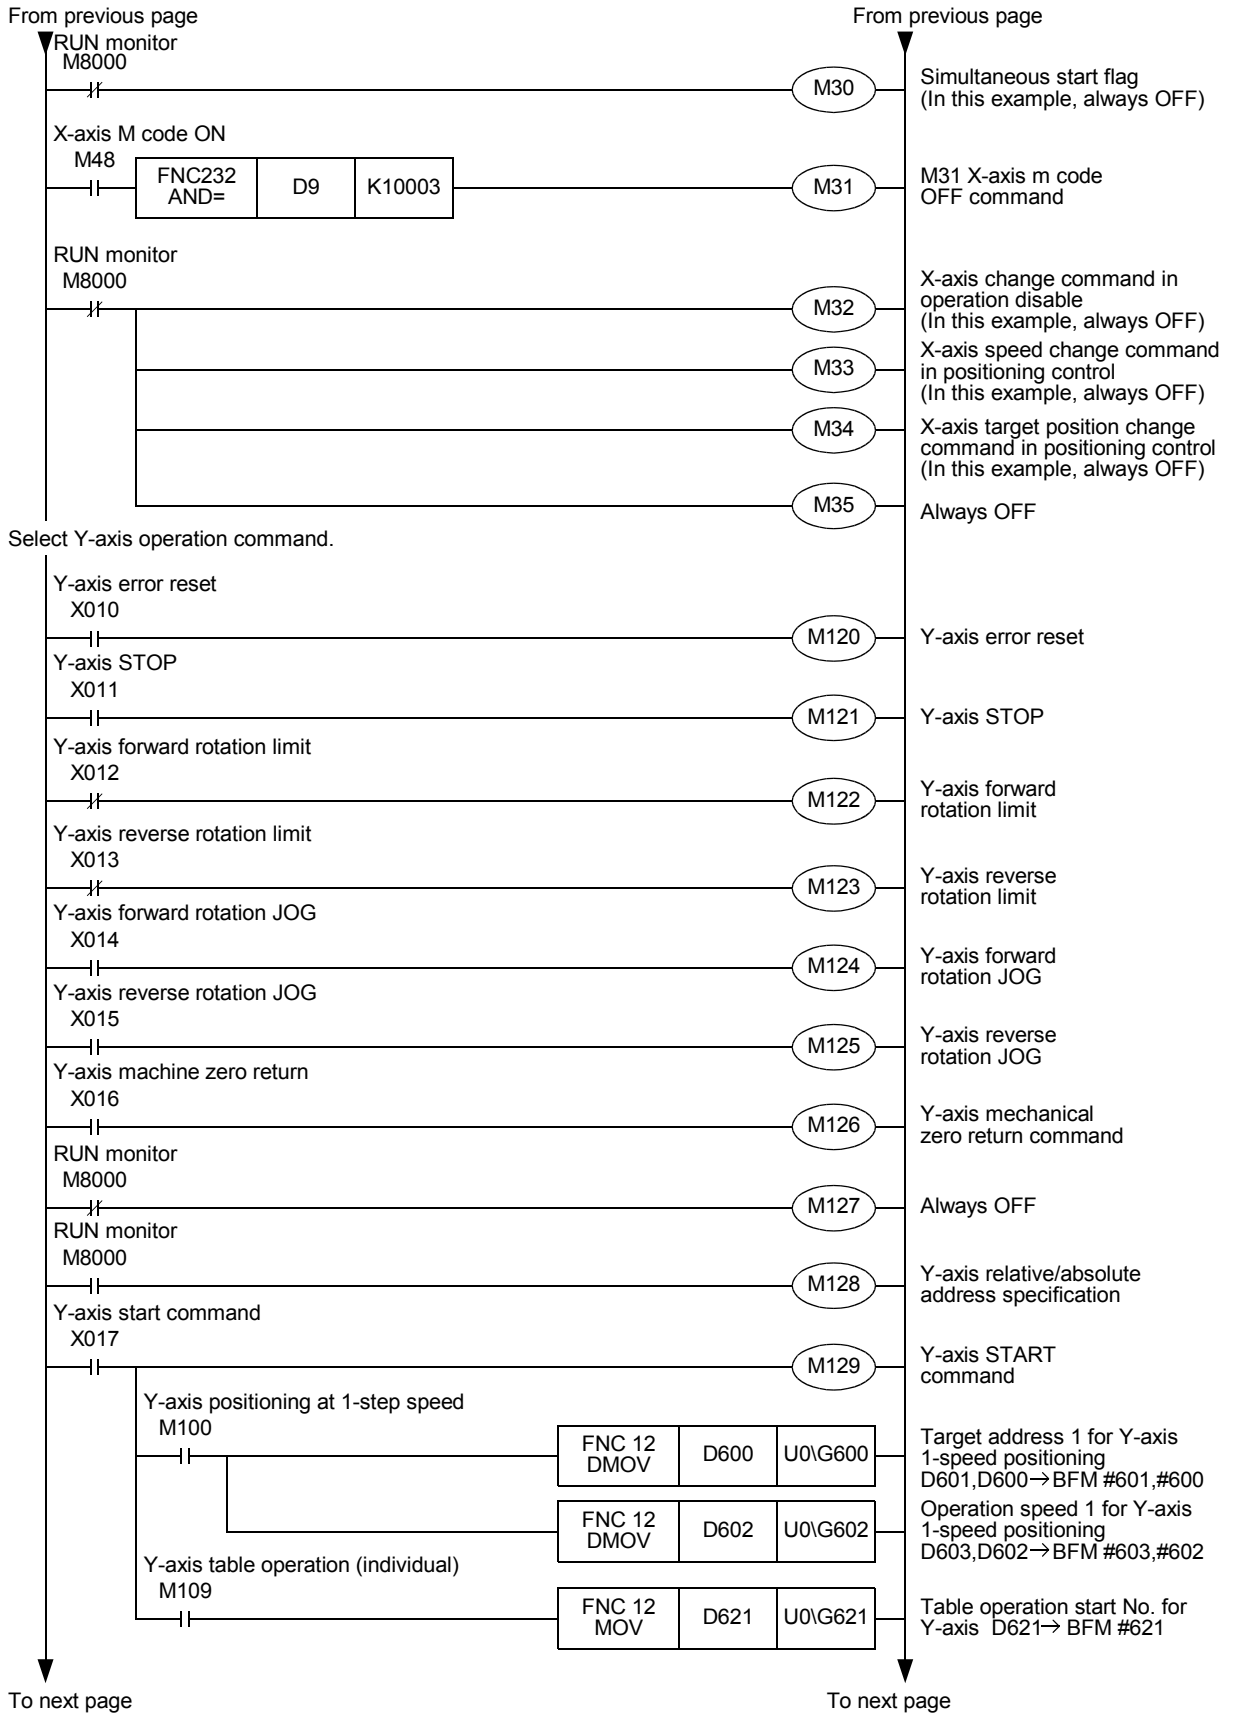 From previous page
From previous page
RUN monitor
M8000
M30
Simultaneous start flag
(In this example, always OFF)
X-axis M code ON
M48
FNC232
AND=
D9
K10003
M31
M31 X-axis m code
OFF command
RUN monitor
M8000
M32
X-axis change command in
operation disable
(In this example, always OFF)
M33
X-axis speed change command
in positioning control
(In this example, always OFF)
M34
X-axis target position change
command in positioning control
(In this example, always OFF)
M35
Always OFF
Select Y-axis operation command.
Y-axis error reset
X010
M120
Y-axis error reset
Y-axis STOP
X011
M121
Y-axis STOP
Y-axis forward rotation limit
X012
M122
Y-axis forward
rotation limit
Y-axis reverse rotation limit
X013
M123
Y-axis reverse
rotation limit
Y-axis forward rotation JOG
X014
M124
Y-axis forward
rotation JOG
Y-axis reverse rotation JOG
X015
M125
Y-axis reverse
rotation JOG
Y-axis machine zero return
X016
M126
Y-axis mechanical
zero return command
RUN monitor
M8000
M127
Always OFF
RUN monitor
M8000
M128
Y-axis relative/absolute
address specification
Y-axis start command
X017
M129
Y-axis START
command
Y-axis positioning at 1-step speed
M100
FNC 12
DMOV
D600
U0\G600
Target address 1 for Y-axis
1-speed positioning
D601,D600→BFM #601,#600
FNC 12
DMOV
D602
U0\G602
Operation speed 1 for Y-axis
1-speed positioning
D603,D602→BFM #603,#602
Y-axis table operation (individual)
M109
FNC 12
MOV
D621
U0\G621
Table operation start No. for
Y-axis D621→ BFM #621
To next page
To next page